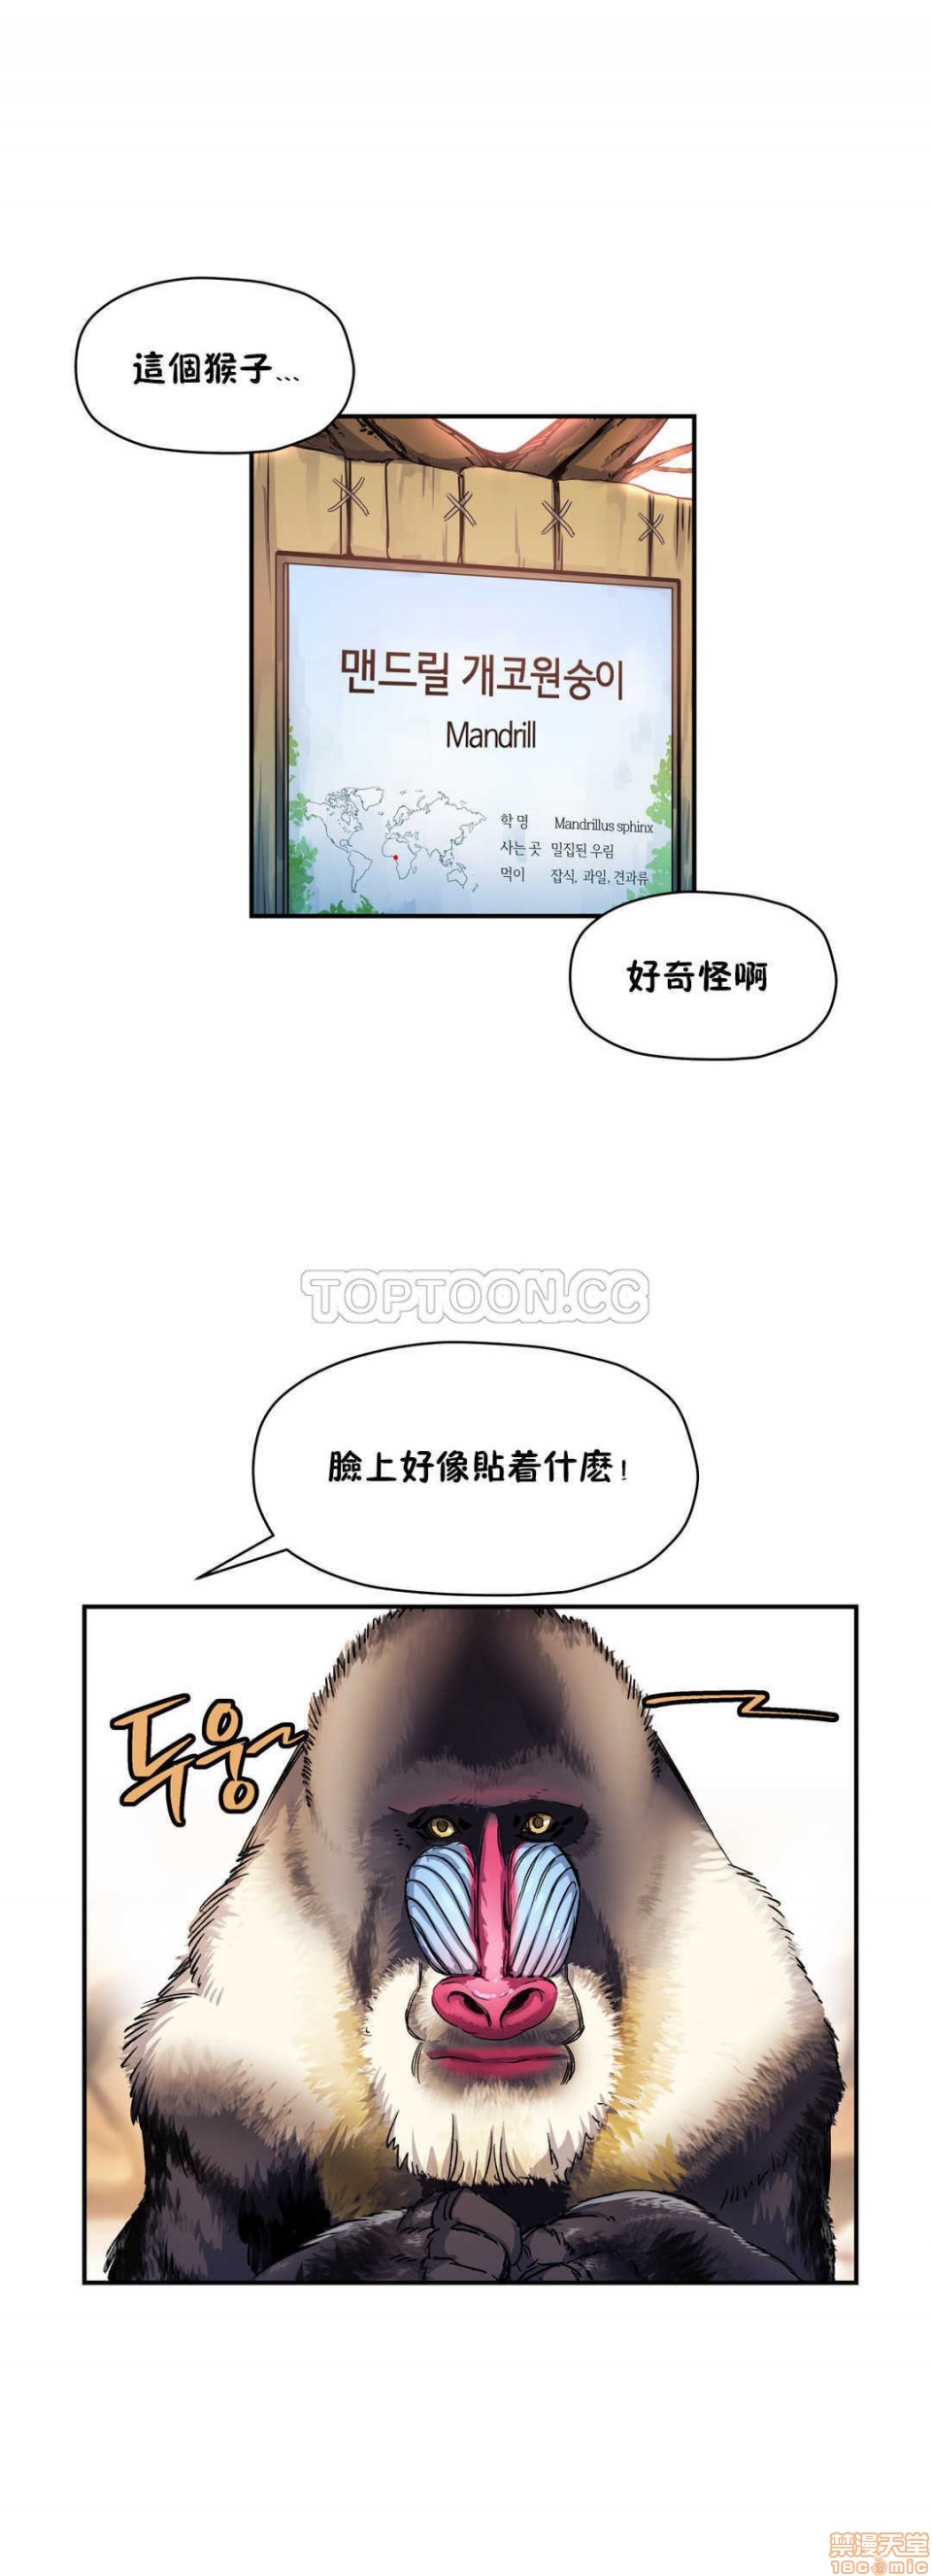 這個猴子...
맨드릴 개코원숭이
Mandrill
학명 Mandrillus sphinx
사는 곳 밀집된 우림
먹이 잡식, 과일, 견과류
好奇怪啊
TOPTOON.CC
臉上好像貼着什麽!
두웅
禁漫天堂
18comic